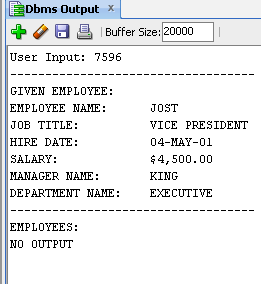 Dbms Output
Buffer Size: 20000
User Input: 7596
-----------------------------------
GIVEN EMPLOYEE:
EMPLOYEE NAME: JOST
JOB TITLE: VICE PRESIDENT
HIRE DATE: 04-MAY-01
SALARY: $4,500.00
MANAGER NAME: KING
DEPARTMENT NAME: EXECUTIVE
-----------------------------------
EMPLOYEES:
NO OUTPUT